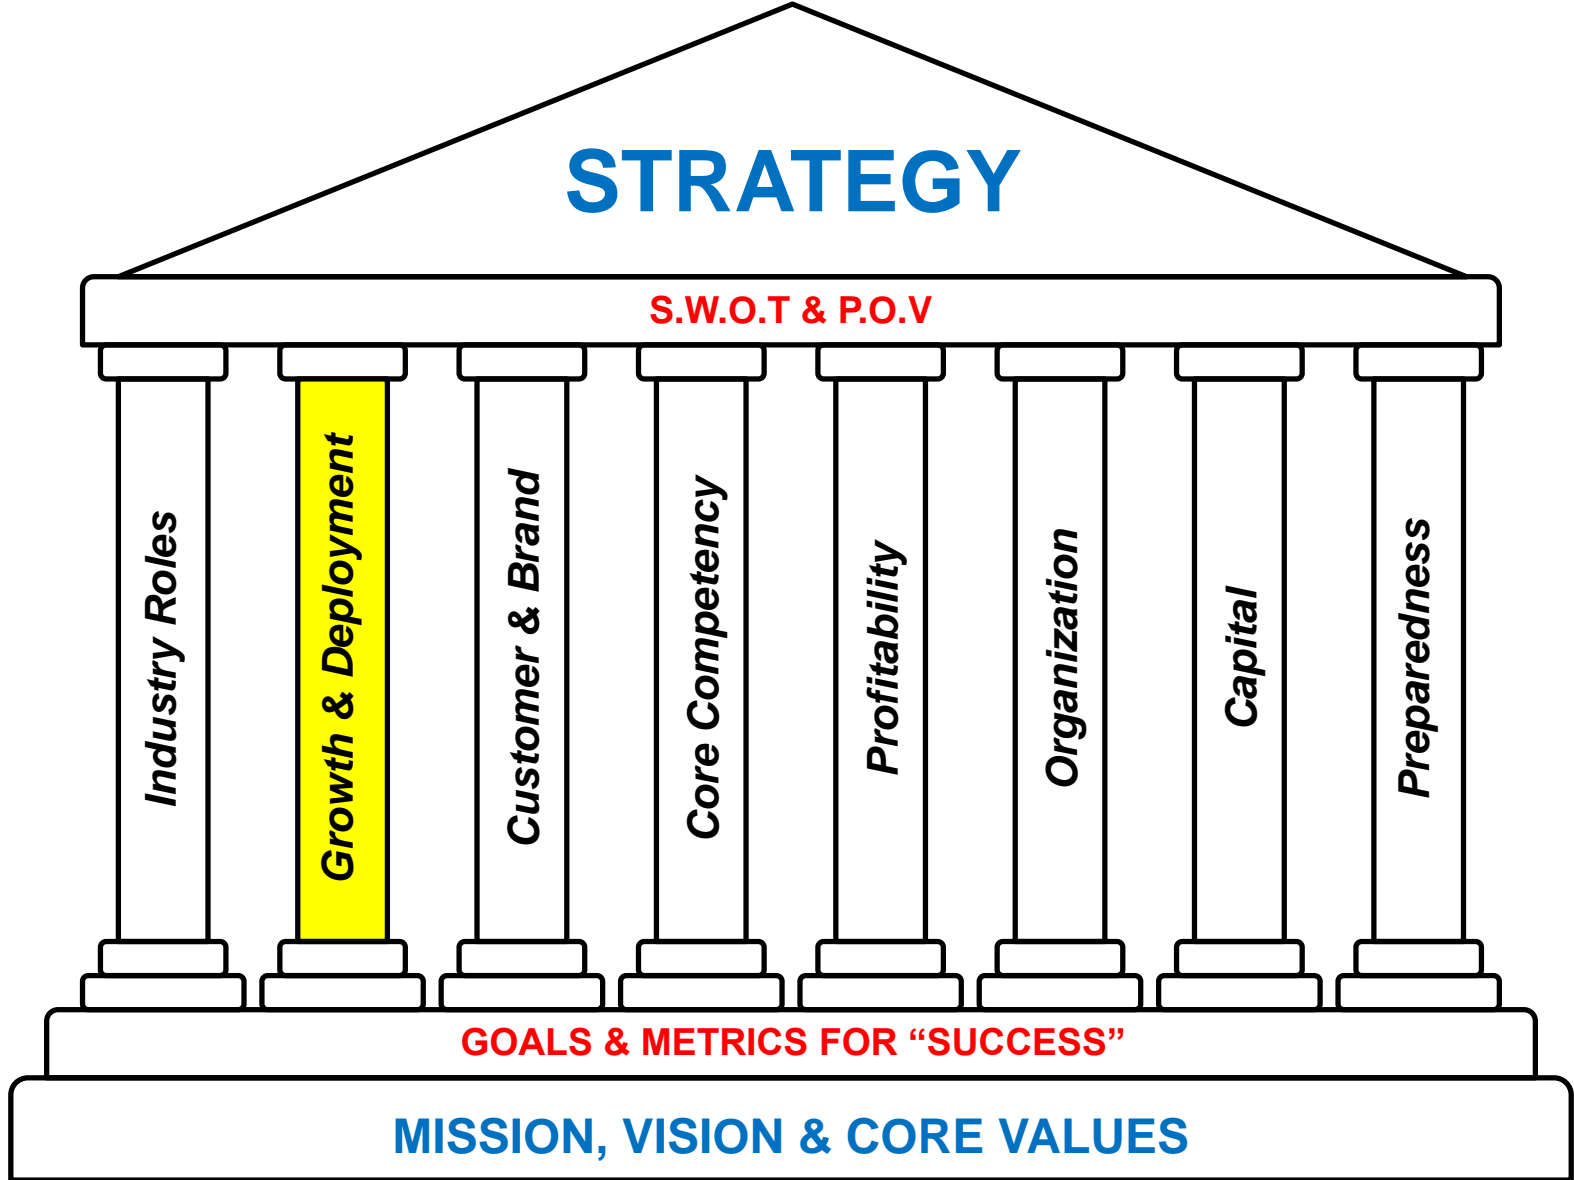 STRATEGY
S.W.O.T & P.O.V
Industry Roles
Growth & Deployment
Customer & Brand
Core Competency
Profitability
Organization
Capital
Preparedness
GOALS & METRICS FOR “SUCCESS”
MISSION, VISION & CORE VALUES